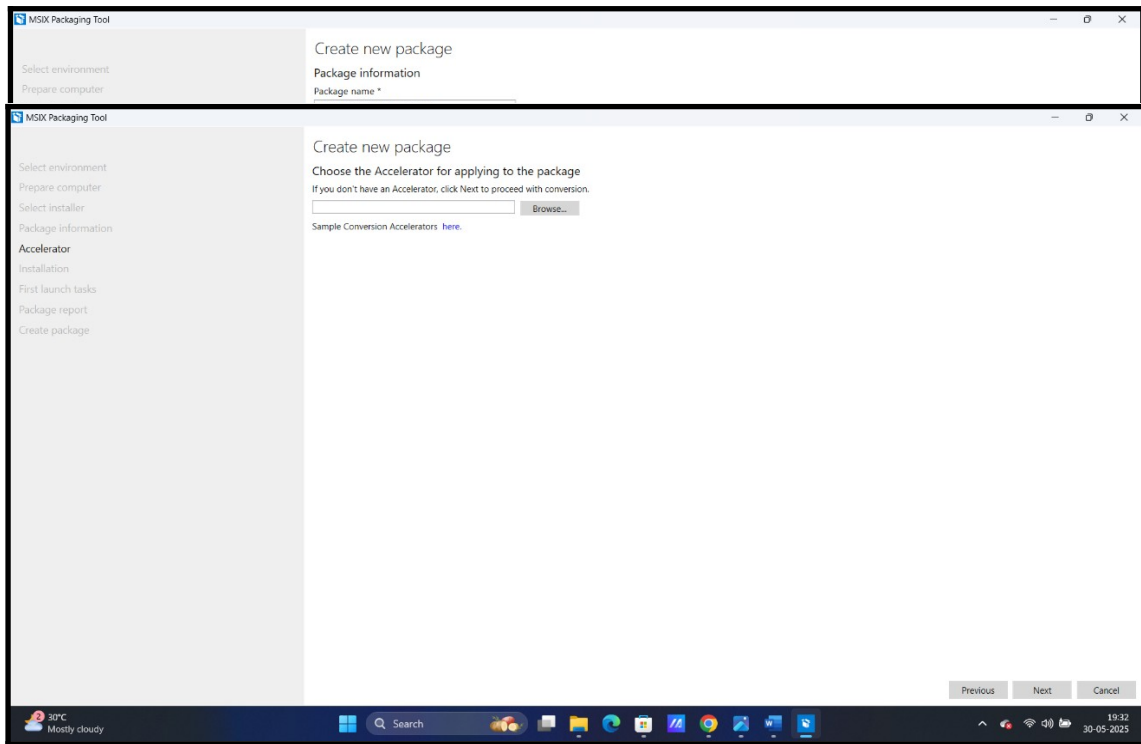 MSIX Packaging Tool
Create new package
Select environment
Package information
Prepare computer
Package name *
MSIX Packaging Tool
Create new package
Select environment
Choose the Accelerator for applying to the package
Prepare computer
If you don't have an Accelerator, click Next to proceed with conversion.
Select installer
Browse...
Package information
Sample Conversion Accelerators here.
Accelerator
Installation
First launch tasks
Package report
Create package
Previous Next Cancel
2
30°C
Mostly cloudy
Search
19:32
30-05-2025